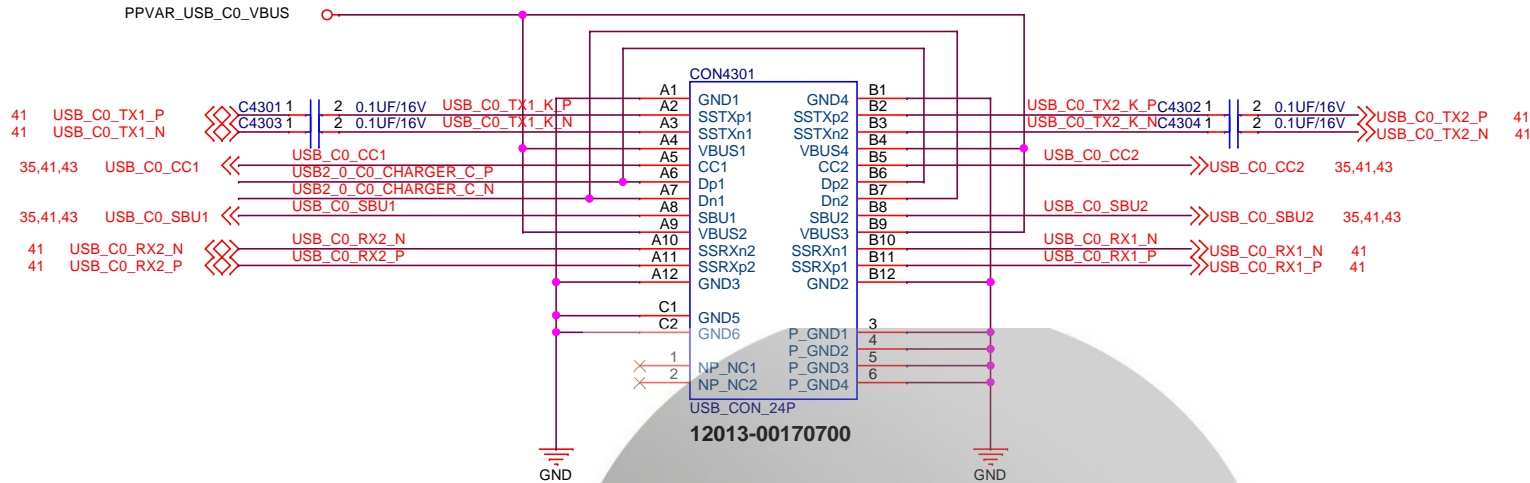 PPVAR_USB_C0_VBUS
CON4301
A1 GND1 GND4 B1
41 USB_C0_TX1_P C4301 1 2 0.1UF/16V USB_C0_TX1_K_P A2 SSTXp1 SSTXp2 B2 USB_C0_TX2_K_P C4302 1 2 0.1UF/16V USB_C0_TX2_P 41
41 USB_C0_TX1_N C4303 1 2 0.1UF/16V USB_C0_TX1_K_N A3 SSTXn1 SSTXn2 B3 USB_C0_TX2_K_N C4304 1 2 0.1UF/16V USB_C0_TX2_N 41
A4 VBUS1 VBUS4 B4
35,41,43 USB_C0_CC1 USB_C0_CC1 A5 CC1 CC2 B5 USB_C0_CC2 USB_C0_CC2 35,41,43
USB2_0_C0_CHARGER_C_P A6 Dp1 Dp2 B6
USB2_0_C0_CHARGER_C_N A7 Dn1 Dn2 B7
35,41,43 USB_C0_SBU1 USB_C0_SBU1 A8 SBU1 SBU2 B8 USB_C0_SBU2 USB_C0_SBU2 35,41,43
A9 VBUS2 VBUS3 B9
41 USB_C0_RX2_N USB_C0_RX2_N A10 SSRXn2 SSRXn1 B10 USB_C0_RX1_N USB_C0_RX1_N 41
41 USB_C0_RX2_P USB_C0_RX2_P A11 SSRXp2 SSRXp1 B11 USB_C0_RX1_P USB_C0_RX1_P 41
A12 GND3 GND2 B12
C1 GND5
C2 GND6 P_GND1 3
P_GND2 4
1 NP_NC1 P_GND3 5
2 NP_NC2 P_GND4 6
USB_CON_24P
12013-00170700
GND GND